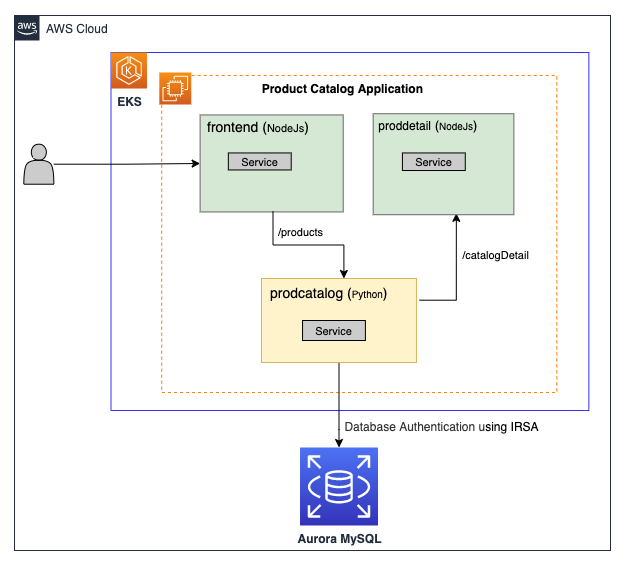 aws
AWS Cloud
EKS
Product Catalog Application
frontend (NodeJs)
Service
proddetail (NodeJs)
Service
/products
/catalogDetail
prodcatalog (Python)
Service
Database Authentication using IRSA
Aurora MySQL